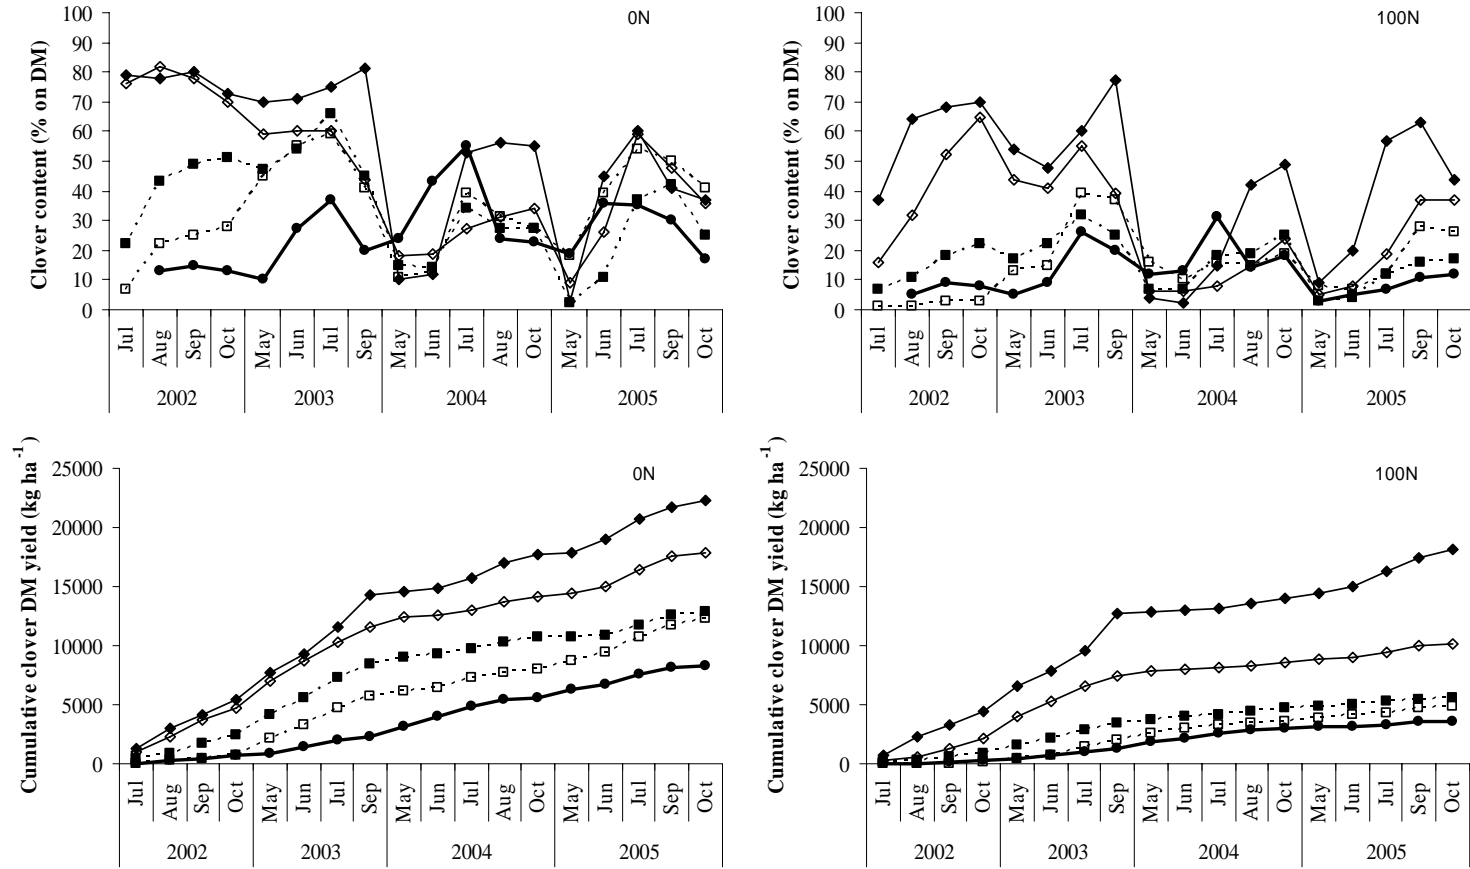 0N
Clover content (% on DM)
100
90
80
70
60
50
40
30
20
10
0
Jul Aug Sep Oct May Jun Jul Sep May Jun Jul Aug Oct May Jun Jul Sep Oct
2002 2003 2004 2005
100N
Clover content (% on DM)
100
90
80
70
60
50
40
30
20
10
0
Jul Aug Sep Oct May Jun Jul Sep May Jun Jul Aug Oct May Jun Jul Sep Oct
2002 2003 2004 2005
0N
Cumulative clover DM yield (kg ha-1)
25000
20000
15000
10000
5000
0
Jul Aug Sep Oct May Jun Jul Sep May Jun Jul Aug Oct May Jun Jul Sep Oct
2002 2003 2004 2005
100N
Cumulative clover DM yield (kg ha-1)
25000
20000
15000
10000
5000
0
Jul Aug Sep Oct May Jun Jul Sep May Jun Jul Aug Oct May Jun Jul Sep Oct
2002 2003 2004 2005